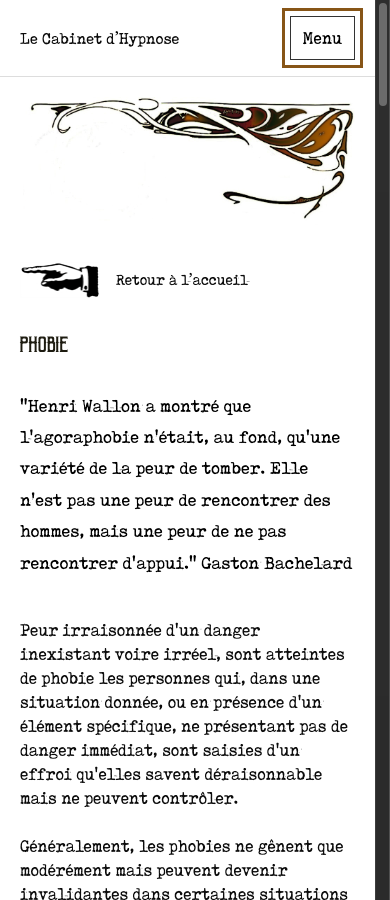 Le Cabinet d'Hypnose
Menu
Retour à l'accueil
PHOBIE
"Henri Wallon a montré que
l'agoraphobie n'était, au fond, qu'une
variété de la peur de tomber. Elle
n'est pas une peur de rencontrer des
hommes, mais une peur de ne pas
rencontrer d'appui." Gaston Bachelard
Peur irraisonnée d'un danger
inexistant voire irréel, sont atteintes
de phobie les personnes qui, dans une
situation donnée, ou en présence d'un
élément spécifique, ne présentant pas de
danger immédiat, sont saisies d'un
effroi qu'elles savent déraisonnable
mais ne peuvent contrôler.
Généralement, les phobies ne gênent que
modérément mais peuvent devenir
invalidantes dans certaines situations